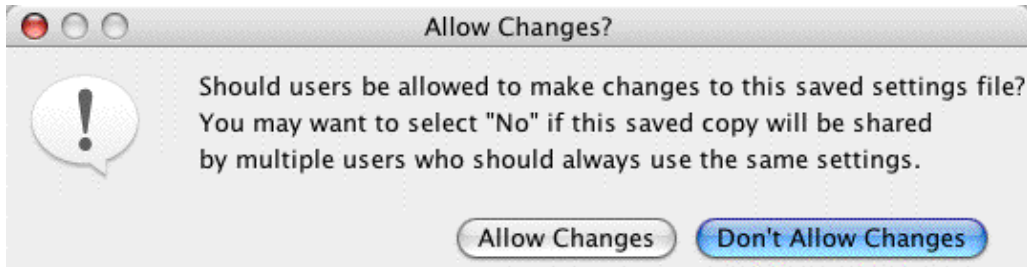 Allow Changes?
Should users be allowed to make changes to this saved settings file?
You may want to select "No" if this saved copy will be shared
by multiple users who should always use the same settings.
Allow Changes Don't Allow Changes